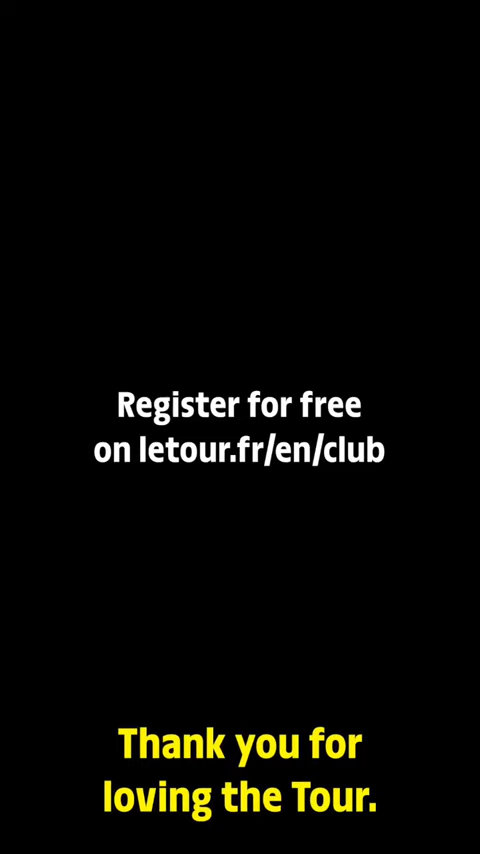 Register for free
on letour.fr/en/club
Thank you for
loving the Tour.